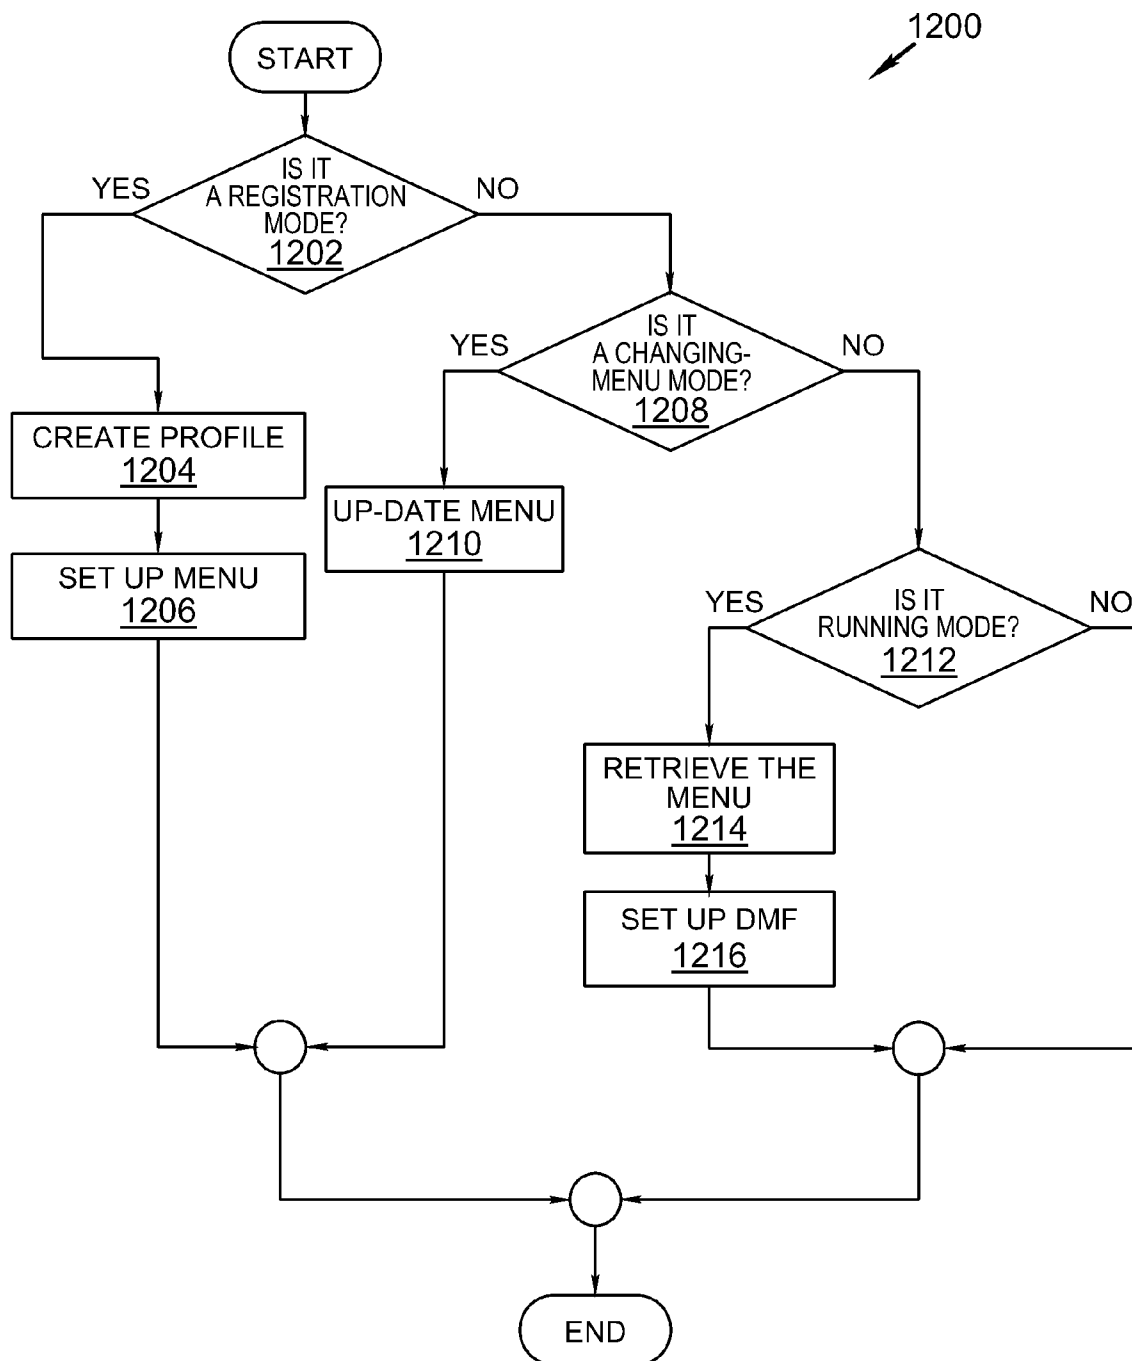 1200
START
IS IT
A REGISTRATION
MODE?
1202
YES
NO
IS IT
A CHANGING-
MENU MODE?
1208
YES
NO
CREATE PROFILE
1204
UP-DATE MENU
1210
SET UP MENU
1206
IS IT
RUNNING MODE?
1212
YES
NO
RETRIEVE THE
MENU
1214
SET UP DMF
1216
END